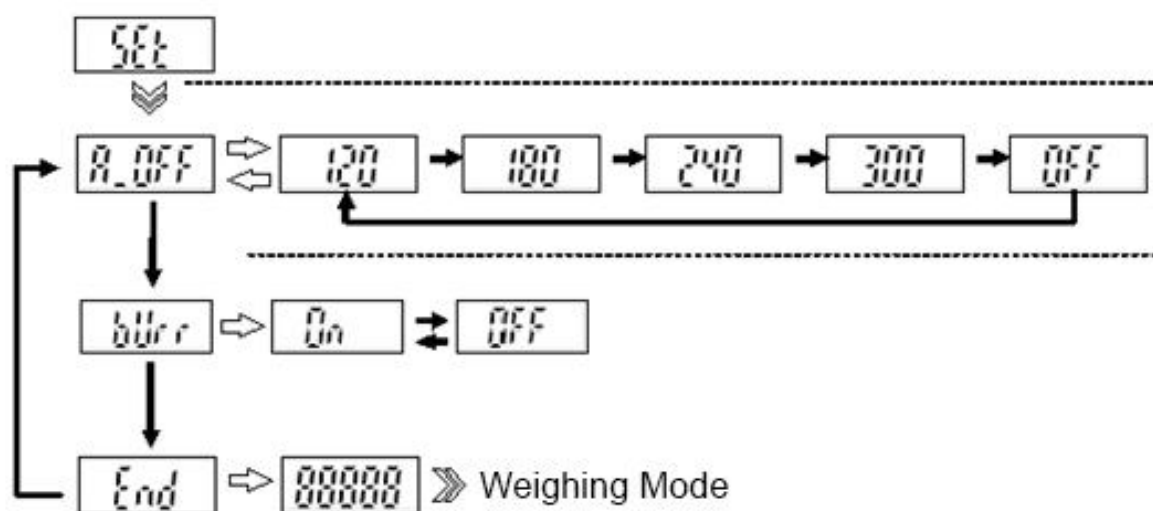 SEt
A_OFF 120 180 240 300 OFF
bUrr On OFF
End 88888 Weighing Mode